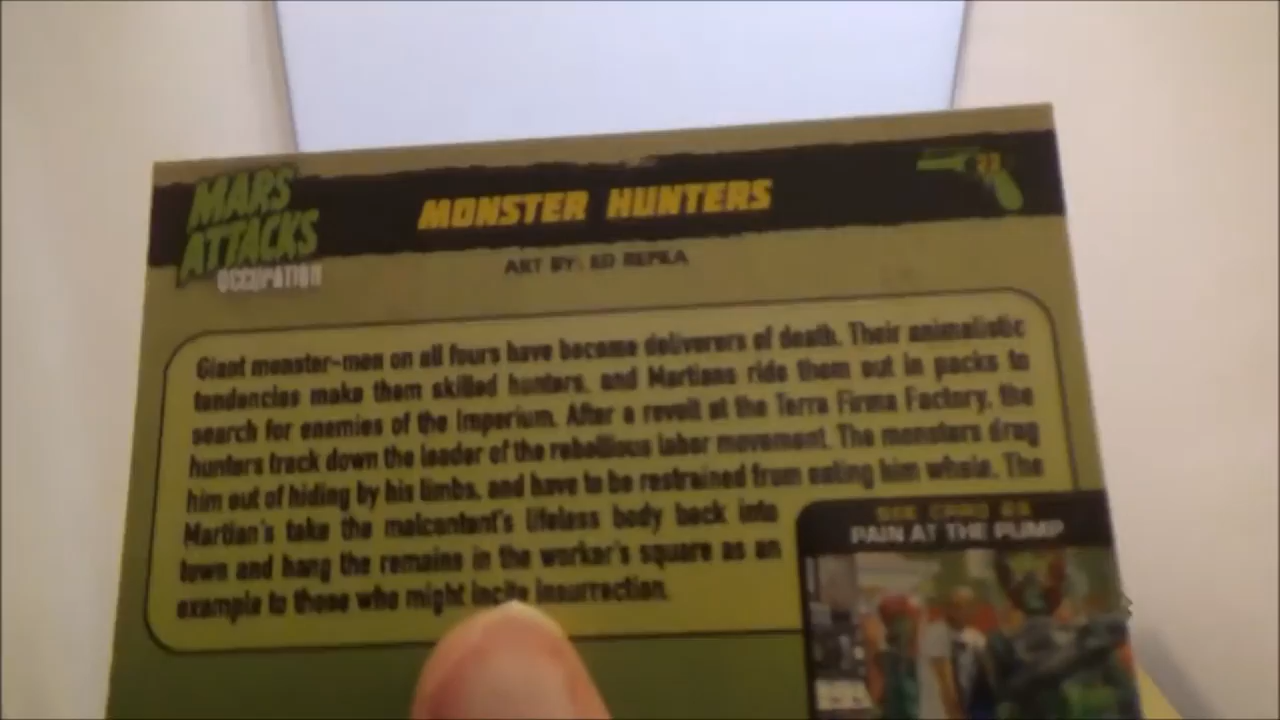 MARS
ATTACKS
OCCUPATION
MONSTER HUNTERS
ART BY: ED REPKA
Giant monster-men on all fours have become deliverers of death. Their animalistic
tendencies make them skilled hunters, and Martians ride them out in packs to
search for enemies of the Imperium. After a revolt at the Terra Firma Factory, the
hunters track down the leader of the rebellious labor movement. The monsters drag
him out of hiding by his limbs, and have to be restrained from eating him whole. The
Martian's take the malcontent's lifeless body back into
town and hang the remains in the worker's square as an
example to those who might incite insurrection.
SEE CARD
PAIN AT THE PUMP